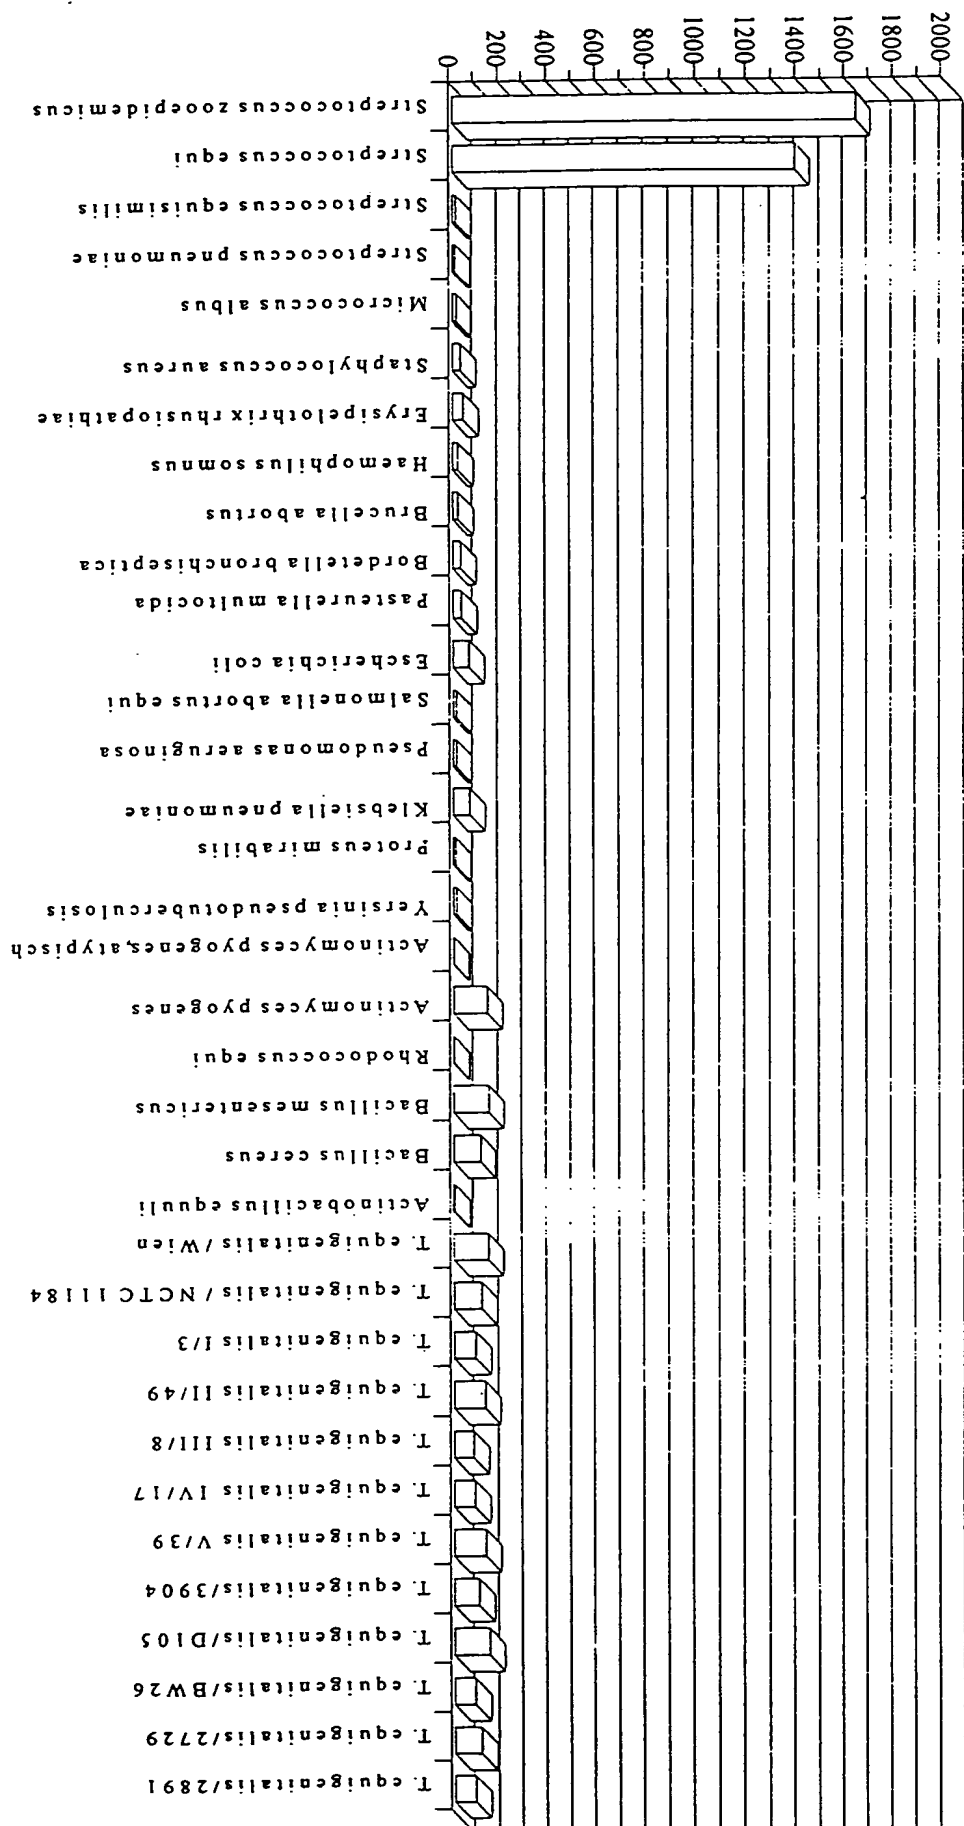 0
200
400
600
800
1000
1200
1400
1600
1800
2000
Streptococcus zooepidemicus
Streptococcus equi
Streptococcus equisimilis
Streptococcus pneumoniae
Micrococcus albus
Staphylococcus aureus
Erysipelothrix rhusiopathiae
Haemophilus somnus
Brucella abortus
Bordetella bronchiseptica
Pasteurella multocida
Escherichia coli
Salmonella abortus equi
Pseudomonas aeruginosa
Klebsiella pneumoniae
Proteus mirabilis
Yersinia pseudotuberculosis
Actinomyces pyogenes, atypisch
Actinomyces pyogenes
Rhodococcus equi
Bacillus mesentericus
Bacillus cereus
Actinobacillus equuli
T. equigenitalis /Wien
T. equigenitalis / NCTC 11184
T. equigenitalis I/3
T. equigenitalis II/49
T. equigenitalis III/8
T. equigenitalis IV/17
T. equigenitalis V/39
T. equigenitalis/3904
T. equigenitalis/D105
T. equigenitalis/BW26
T. equigenitalis/2729
T. equigenitalis/2891